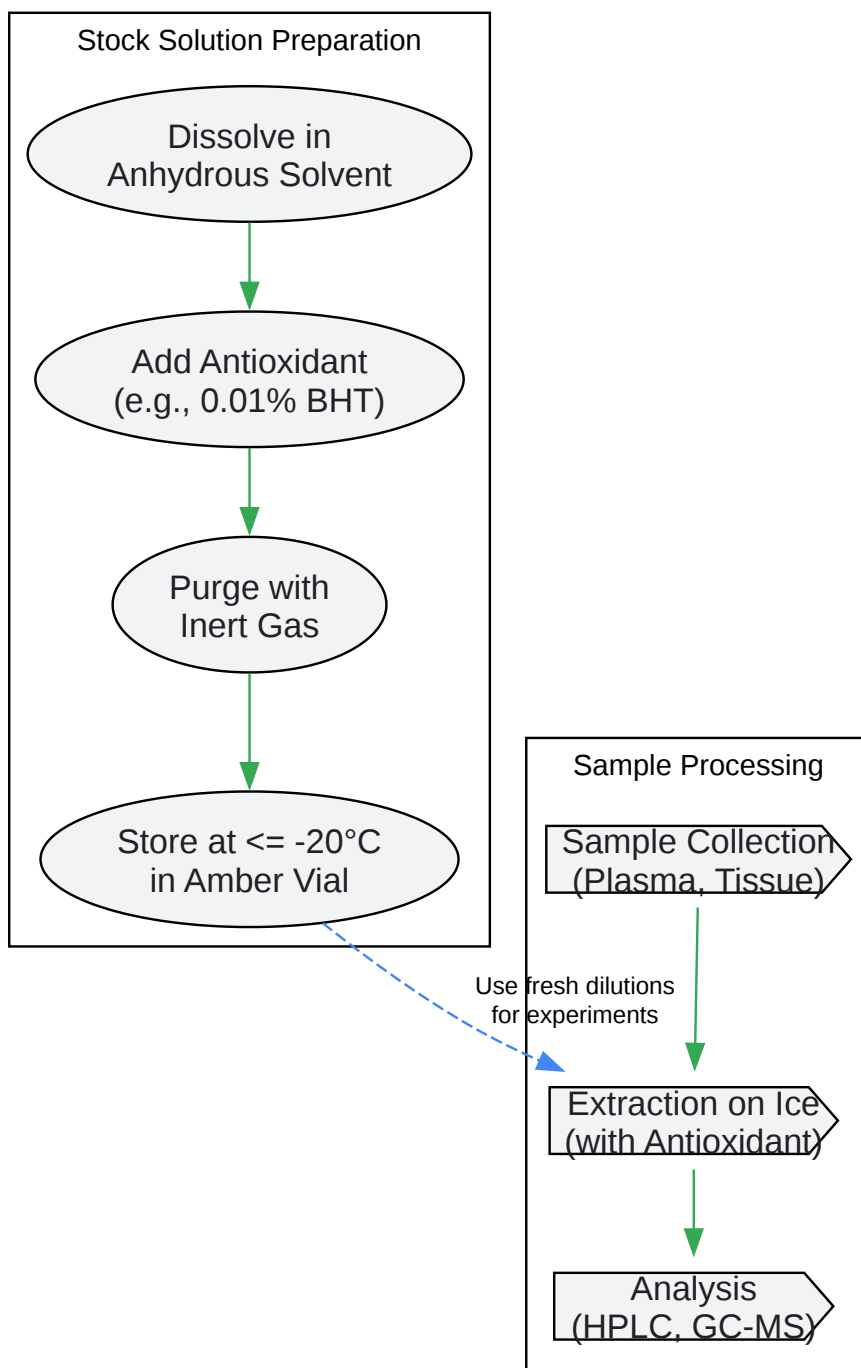 Stock Solution Preparation
Dissolve in
Anhydrous Solvent
Add Antioxidant
(e.g., 0.01% BHT)
Purge with
Inert Gas
Store at <= -20°C
in Amber Vial
Use fresh dilutions
for experiments
Sample Processing
Sample Collection
(Plasma, Tissue)
Extraction on Ice
(with Antioxidant)
Analysis
(HPLC, GC-MS)